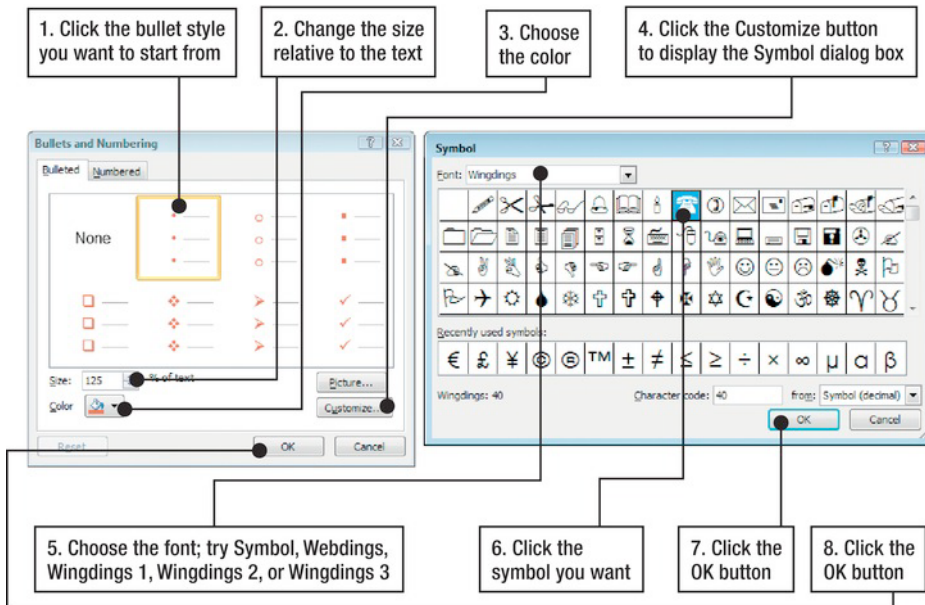 1. Click the bullet style
you want to start from
2. Change the size
relative to the text
3. Choose
the color
4. Click the Customize button
to display the Symbol dialog box
Bullets and Numbering
Bulleted Numbered
None
Size: 125 % of text
Color
Picture...
Customize...
Reset OK Cancel
Symbol
Font: Wingdings
Recently used symbols:
€ £ ¥ © ® ™ ± ≠ ≤ ≥ ÷ × ∞ µ α β
Wingdings: 40 Character code: 40 from: Symbol (decimal)
OK Cancel
5. Choose the font; try Symbol, Webdings,
Wingdings 1, Wingdings 2, or Wingdings 3
6. Click the
symbol you want
7. Click the
OK button
8. Click the
OK button